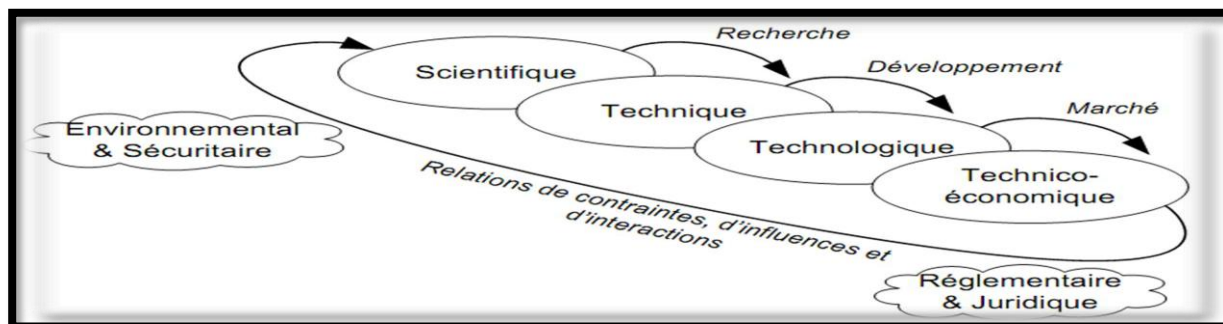 Recherche
Scientifique
Développement
Technique
Marché
Environnemental
& Sécuritaire
Technologique
Technico-
économique
Relations de contraintes, d'influences et
d'interactions
Réglementaire
& Juridique